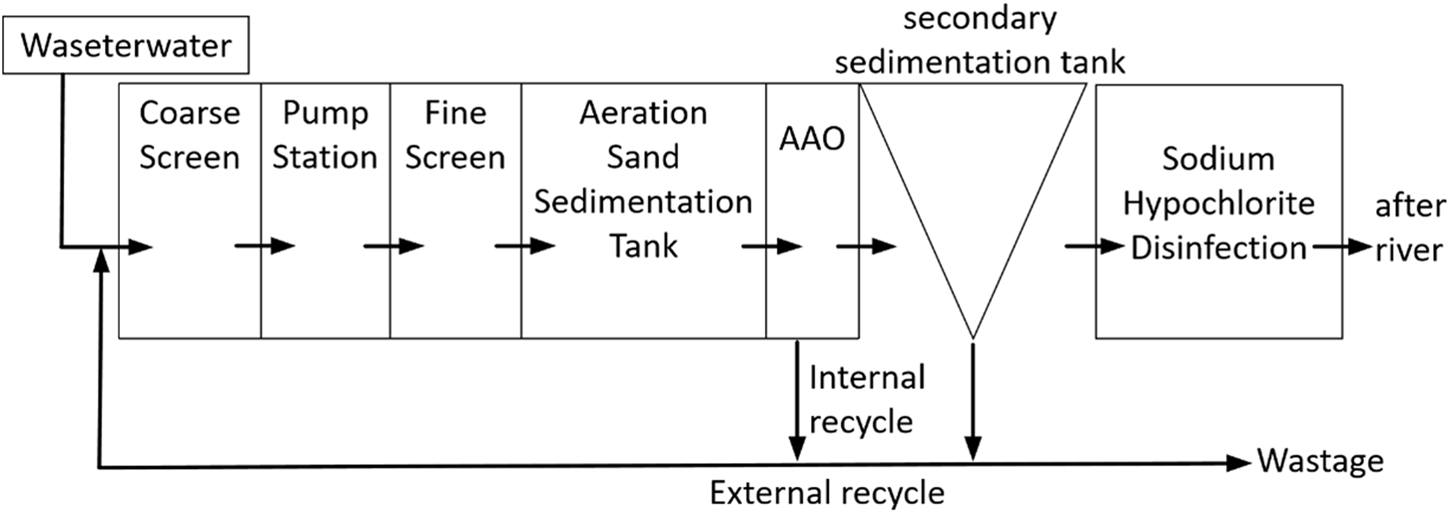 Waseterwater
secondary
sedimentation tank
Coarse
Screen
Pump
Station
Fine
Screen
Aeration
Sand
Sedimentation
Tank
AAO
Sodium
Hypochlorite
Disinfection
after
river
Internal
recycle
Wastage
External recycle